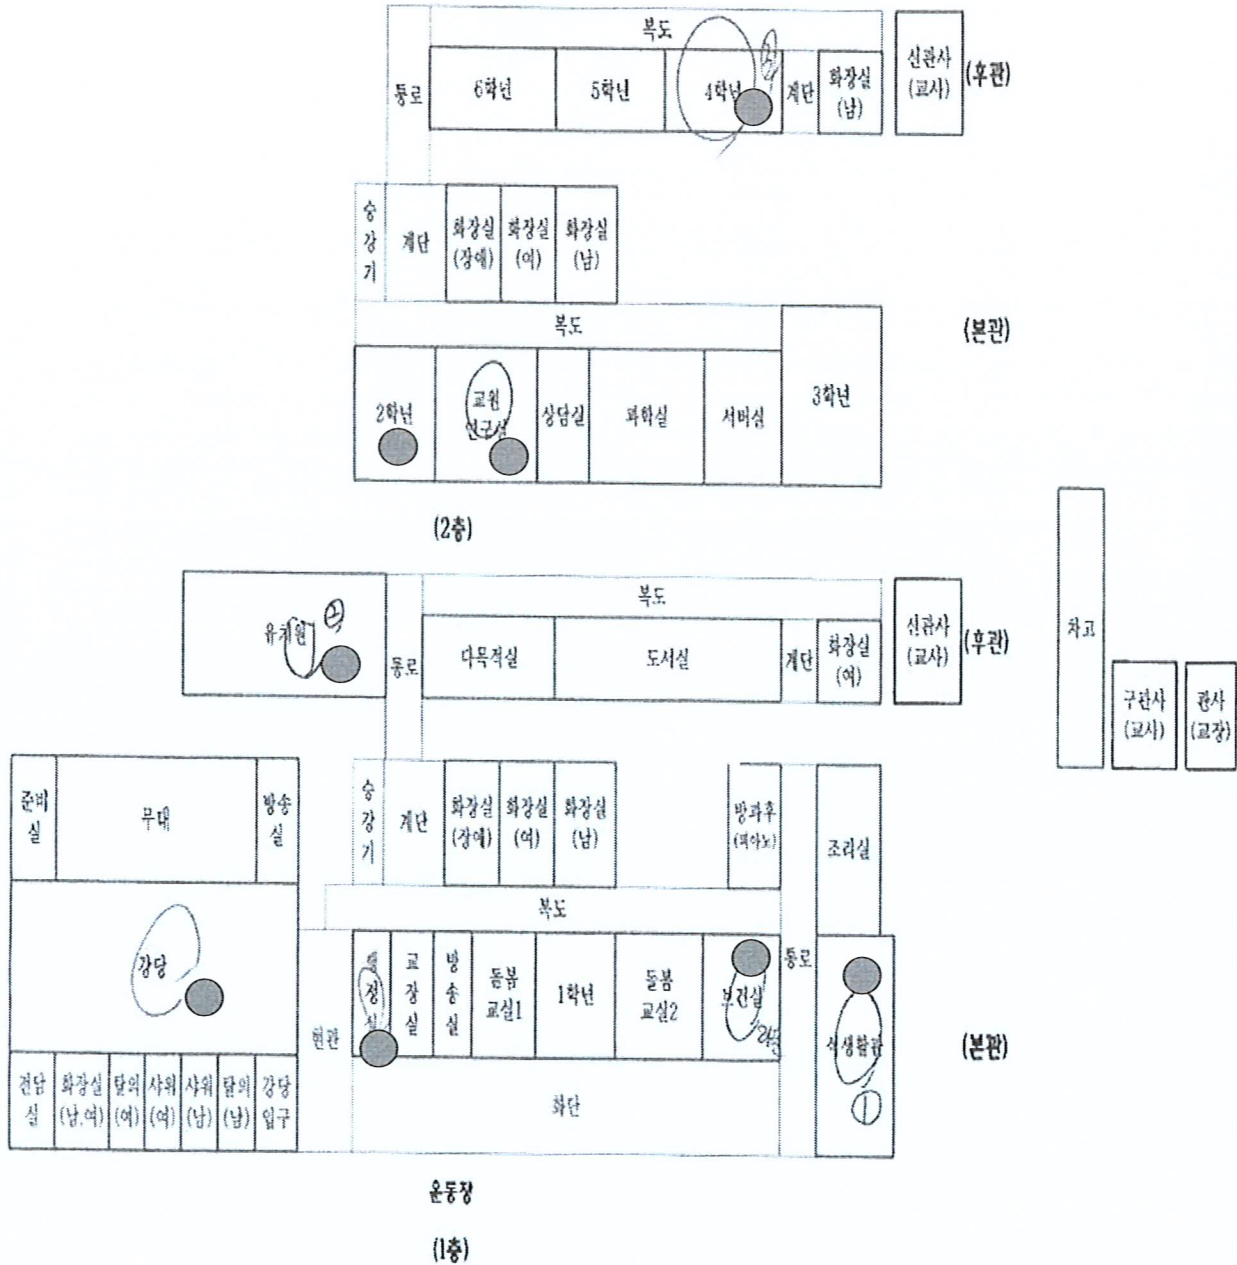 복도
통로
6학년
5학년
4학년
계단
화장실
(남)
신관사
(교사)
(후관)
승
강
기
계단
화장실
(장애)
화장실
(여)
화장실
(남)
복도
(본관)
2학년
교원
연구실
상담실
과학실
서버실
3학년
(2층)
유치원
통로
복도
다목적실
도서실
계단
화장실
(여)
신관사
(교사)
(후관)
차고
구관사
(교사)
관사
(교장)
준비
실
무대
방송
실
승
강
기
계단
화장실
(장애)
화장실
(여)
화장실
(남)
방과후
(피아노)
조리실
복도
강당
현관
행
정
실
교
장
실
방
송
실
돌봄
교실1
1학년
돌봄
교실2
보건실
통로
식생활관
①
(본관)
전담
실
화장실
(남,여)
탈의
(여)
샤워
(여)
샤워
(남)
탈의
(남)
강당
입구
화단
운동장
(1층)